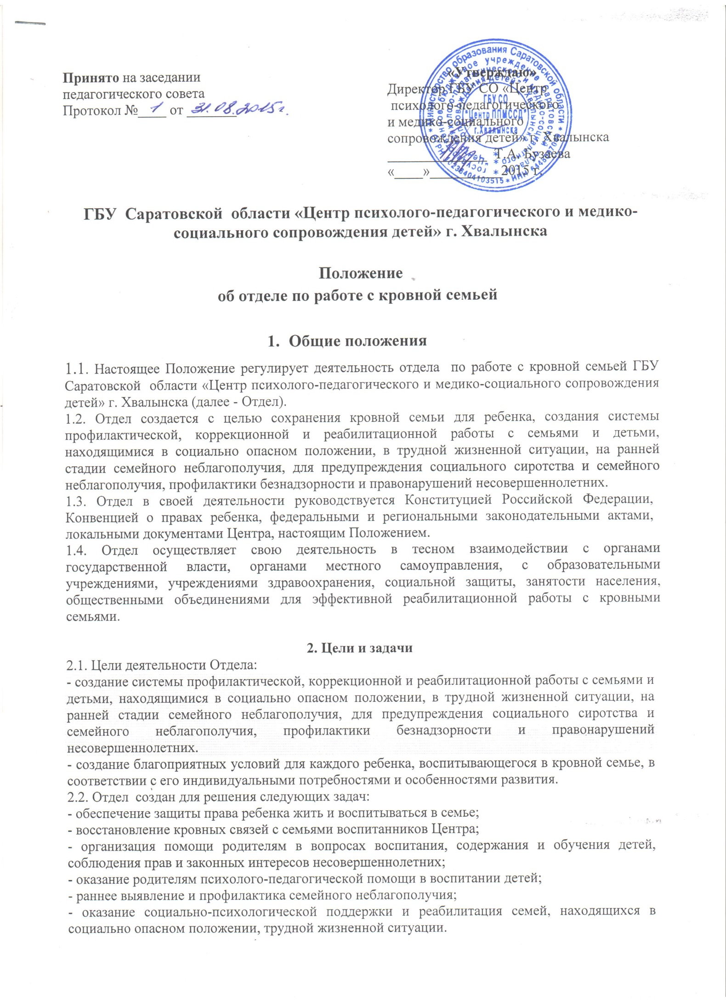 Принято на заседании
педагогического совета
Протокол №____ 1 от 31.08.2015г.
«Утверждаю»
Директор ГБУ СО «Центр
психолого-педагогического
и медико-социального
сопровождения детей» г. Хвалынска
______________ Т.А. Бузаева
«____»__________2015 г.
Министерство образования Саратовской области
ГБУ СО
"Центр ППМССД"
г.Хвалынска
ГБУ Саратовской области «Центр психолого-педагогического и медико-
социального сопровождения детей» г. Хвалынска
Положение
об отделе по работе с кровной семьей
1. Общие положения
1.1. Настоящее Положение регулирует деятельность отдела по работе с кровной семьей ГБУ
Саратовской области «Центр психолого-педагогического и медико-социального сопровождения
детей» г. Хвалынска (далее - Отдел).
1.2. Отдел создается с целью сохранения кровной семьи для ребенка, создания системы
профилактической, коррекционной и реабилитационной работы с семьями и детьми,
находящимися в социально опасном положении, в трудной жизненной ситуации, на ранней
стадии семейного неблагополучия, для предупреждения социального сиротства и семейного
неблагополучия, профилактики безнадзорности и правонарушений несовершеннолетних.
1.3. Отдел в своей деятельности руководствуется Конституцией Российской Федерации,
Конвенцией о правах ребенка, федеральными и региональными законодательными актами,
локальными документами Центра, настоящим Положением.
1.4. Отдел осуществляет свою деятельность в тесном взаимодействии с органами
государственной власти, органами местного самоуправления, с образовательными
учреждениями, учреждениями здравоохранения, социальной защиты, занятости населения,
общественными объединениями для эффективной реабилитационной работы с кровными
семьями.
2. Цели и задачи
2.1. Цели деятельности Отдела:
- создание системы профилактической, коррекционной и реабилитационной работы с семьями и
детьми, находящимися в социально опасном положении, в трудной жизненной ситуации, на
ранней стадии семейного неблагополучия, для предупреждения социального сиротства и
семейного неблагополучия, профилактики безнадзорности и правонарушений
несовершеннолетних.
- создание благоприятных условий для каждого ребенка, воспитывающегося в кровной семье, в
соответствии с его индивидуальными потребностями и особенностями развития.
2.2. Отдел создан для решения следующих задач:
- обеспечение защиты права ребенка жить и воспитываться в семье;
- восстановление кровных связей с семьями воспитанников Центра;
- организация помощи родителям в вопросах воспитания, содержания и обучения детей,
соблюдения прав и законных интересов несовершеннолетних;
- оказание родителям психолого-педагогической помощи в воспитании детей;
- раннее выявление и профилактика семейного неблагополучия;
- оказание социально-психологической поддержки и реабилитация семей, находящихся в
социально опасном положении, трудной жизненной ситуации.